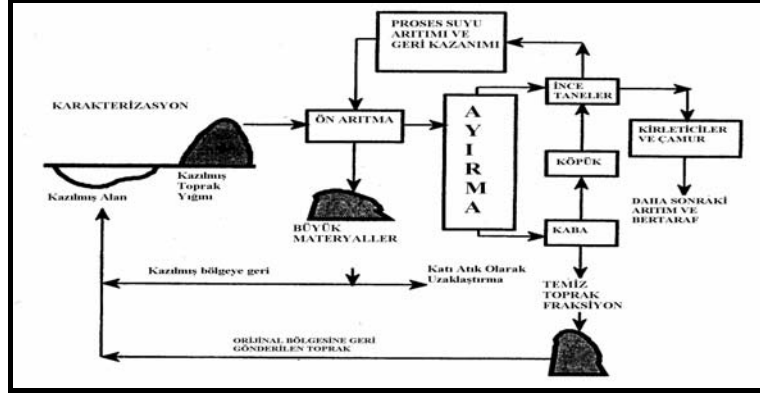 PROSES SUYU
ARITIMI VE
GERİ KAZANIMI
KARAKTERİZASYON
ÖN ARITMA
AYIRMA
İNCE
TANELER
KİRLETİCİLER
VE ÇAMUR
KÖPÜK
KABA
DAHA SONRAKİ
ARITIM VE
BERTARAF
Kazılmış Alan
Kazılmış
Toprak
Yığını
BÜYÜK
MATERYALLER
Kazılmış bölgeye geri
Katı Atık Olarak
Uzaklaştırma
TEMİZ
TOPRAK
FRAKSİYON
ORİJİNAL BÖLGESİNE GERİ
GÖNDERİLEN TOPRAK